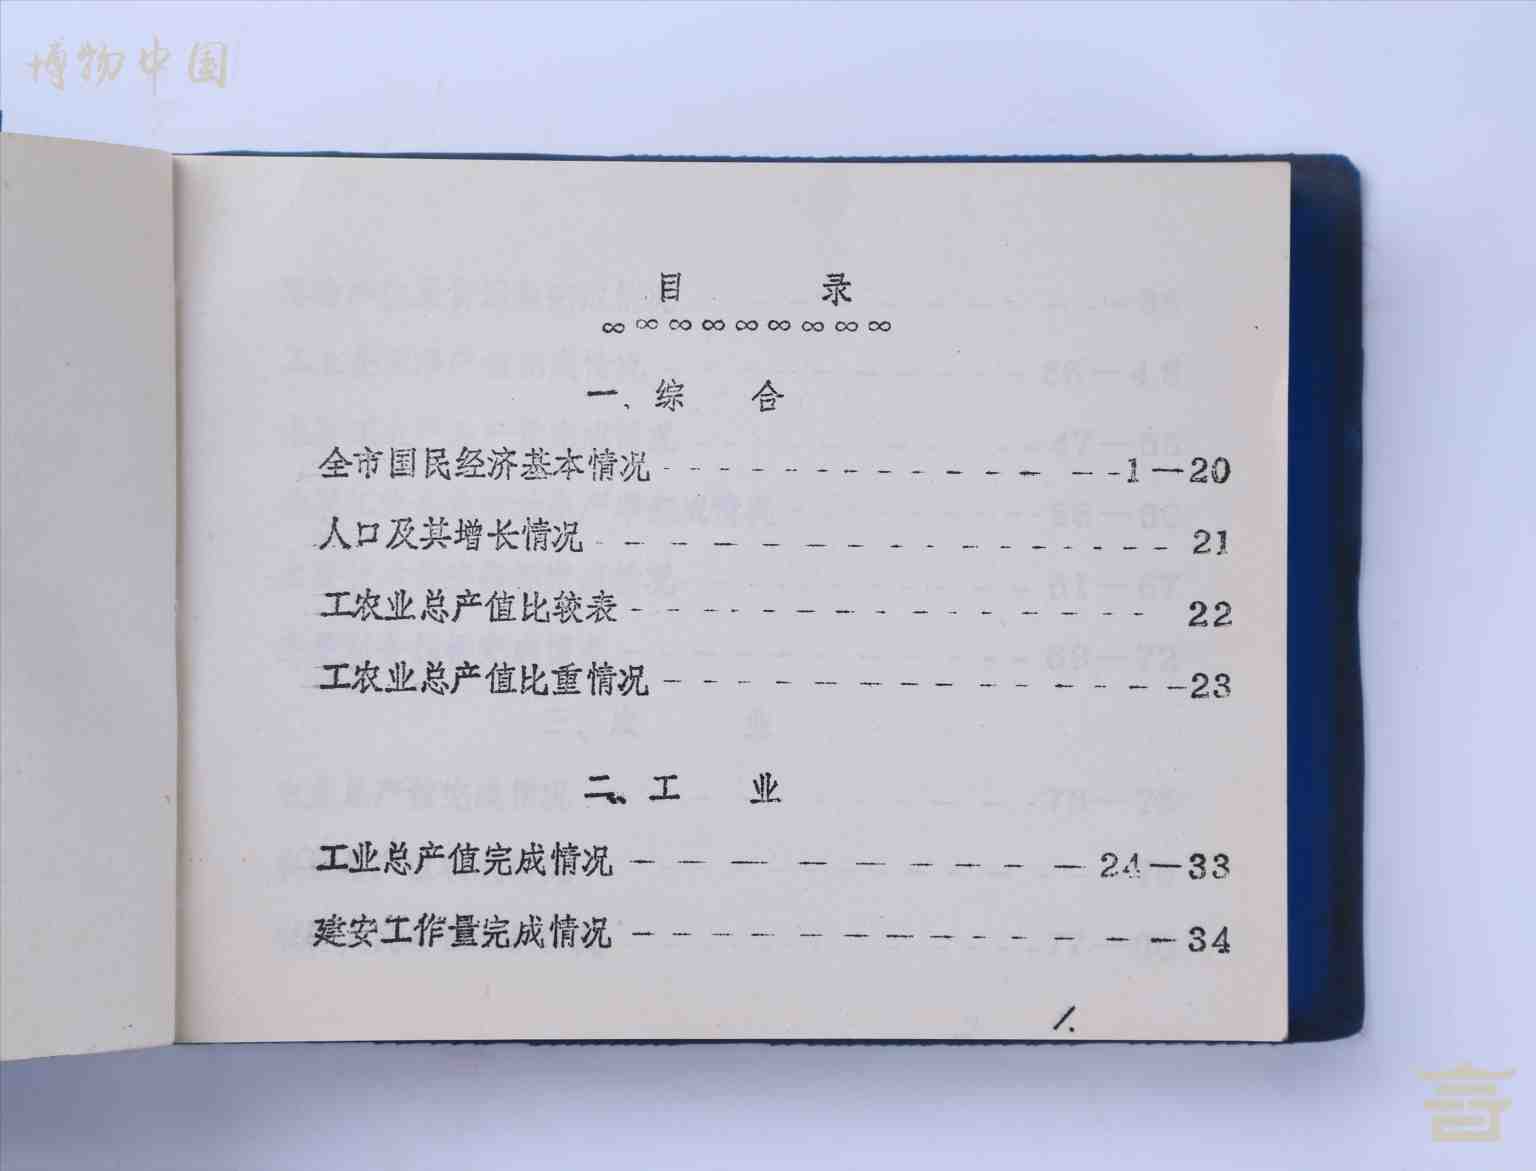 博物中国
目 录
∞∞∞∞∞∞∞∞∞
一、综 合
全市国民经济基本情况------------1—20
人口及其增长情况---------------- 21
工农业总产值比较表---------------- 22
工农业总产值比重情况--------------23
二、工 业
工业总产值完成情况-----------24—33
建安工作量完成情况--------------34
1.